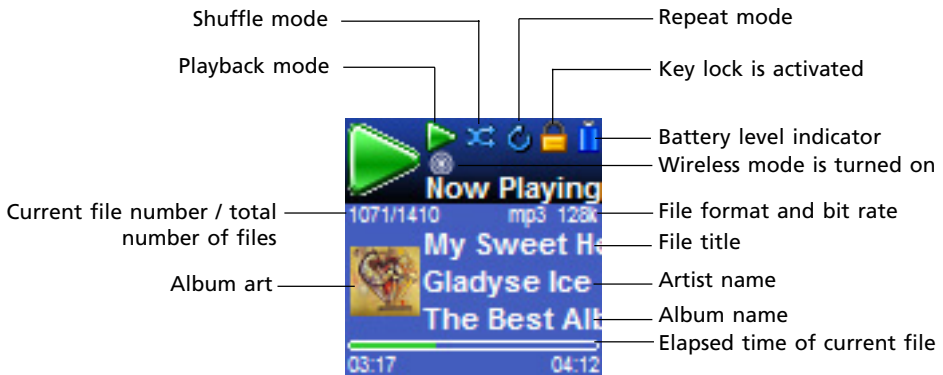 Shuffle mode
Repeat mode
Playback mode
Key lock is activated
Battery level indicator
Wireless mode is turned on
Now Playing
Current file number / total
number of files
1071/1410
mp3 128k
File format and bit rate
My Sweet H
File title
Album art
Gladyse Ice
Artist name
The Best Alb
Album name
Elapsed time of current file
03:17
04:12